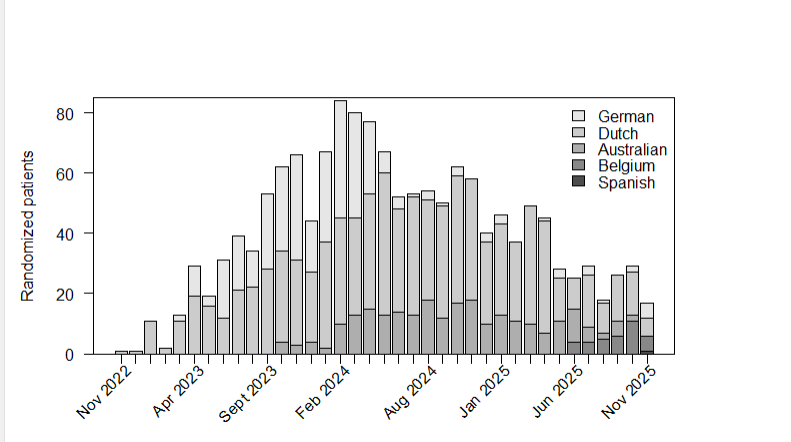 Randomized patients
80
60
40
20
0
German
Dutch
Australian
Belgium
Spanish
Nov 2022
Apr 2023
Sept 2023
Feb 2024
Aug 2024
Jan 2025
Jun 2025
Nov 2025